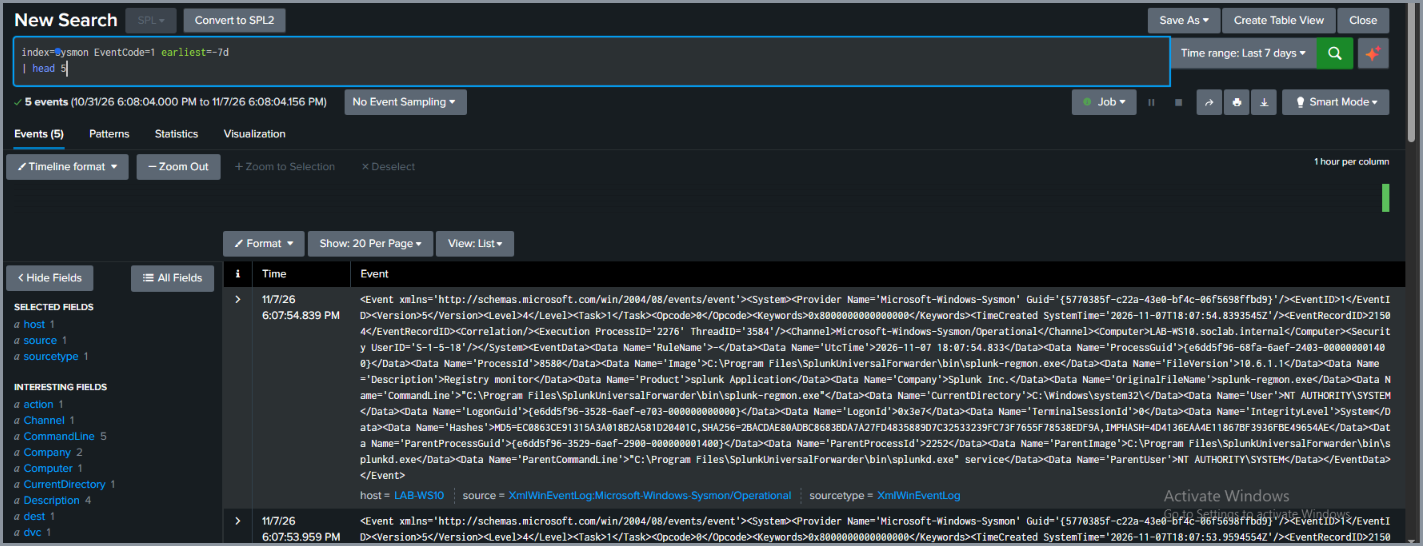 New Search
SPL
Convert to SPL2
Save As
Create Table View
Close
index=sysmon EventCode=1 earliest=-7d
| head 5
Time range: Last 7 days
5 events (10/31/26 6:08:04.000 PM to 11/7/26 6:08:04.156 PM)
No Event Sampling
Job
Smart Mode
Events (5)
Patterns
Statistics
Visualization
Timeline format
Zoom Out
+ Zoom to Selection
× Deselect
1 hour per column
Format
Show: 20 Per Page
View: List
< Hide Fields
All Fields
i
Time
Event
SELECTED FIELDS
a host 1
a source 1
a sourcetype 1
INTERESTING FIELDS
a action 1
a Channel 1
a CommandLine 5
a Company 2
a Computer 1
a CurrentDirectory 1
a Description 4
a dest 1
a dvc 1
11/7/26
6:07:54.839 PM
<Event xmlns='http://schemas.microsoft.com/win/2004/08/events/event'><System><Provider Name='Microsoft-Windows-Sysmon' Guid='{5770385f-c22a-43e0-bf4c-06f5698ffbd9}'/><EventID>1</EventI
D><Version>5</Version><Level>4</Level><Task>1</Task><Opcode>0</Opcode><Keywords>0x8000000000000000</Keywords><TimeCreated SystemTime='2026-11-07T18:07:54.8393545Z'/><EventRecordID>2150
4</EventRecordID><Correlation/><Execution ProcessID='2276' ThreadID='3584'/><Channel>Microsoft-Windows-Sysmon/Operational</Channel><Computer>LAB-WS10.soclab.internal</Computer><Securit
y UserID='S-1-5-18'/></System><EventData><Data Name='RuleName'>-</Data><Data Name='UtcTime'>2026-11-07 18:07:54.833</Data><Data Name='ProcessGuid'>{e6dd5f96-68fa-6aef-2403-00000000140
0}</Data><Data Name='ProcessId'>8580</Data><Data Name='Image'>C:\Program Files\SplunkUniversalForwarder\bin\splunk-regmon.exe</Data><Data Name='FileVersion'>10.6.1.1</Data><Data Name
='Description'>Registry monitor</Data><Data Name='Product'>splunk Application</Data><Data Name='Company'>Splunk Inc.</Data><Data Name='OriginalFileName'>splunk-regmon.exe</Data><Data N
ame='CommandLine'>"C:\Program Files\SplunkUniversalForwarder\bin\splunk-regmon.exe"</Data><Data Name='CurrentDirectory'>C:\Windows\system32\</Data><Data Name='User'>NT AUTHORITY\SYSTEM
</Data><Data Name='LogonGuid'>{e6dd5f96-3528-6aef-e703-000000000000}</Data><Data Name='LogonId'>0x3e7</Data><Data Name='TerminalSessionId'>0</Data><Data Name='IntegrityLevel'>System</D
ata><Data Name='Hashes'>MD5=EC0863CE91315A3A018B2A581D20401C,SHA256=2BACDAE80ADBC8683BDA7A27FD4835889D7C32533239FC73F7655F78538EDF9A,IMPHASH=4D4136EAA4E11867BF3936FBE49654AE</Data><Dat
a Name='ParentProcessGuid'>{e6dd5f96-3529-6aef-2900-000000001400}</Data><Data Name='ParentProcessId'>2252</Data><Data Name='ParentImage'>C:\Program Files\SplunkUniversalForwarder\bin\s
plunkd.exe</Data><Data Name='ParentCommandLine'>"C:\Program Files\SplunkUniversalForwarder\bin\splunkd.exe" service</Data><Data Name='ParentUser'>NT AUTHORITY\SYSTEM</Data></EventData>
</Event>
host = LAB-WS10
source = XmlWinEventLog:Microsoft-Windows-Sysmon/Operational
sourcetype = XmlWinEventLog
Activate Windows
Go to Settings to activate Windows.
11/7/26
6:07:53.959 PM
<Event xmlns='http://schemas.microsoft.com/win/2004/08/events/event'><System><Provider Name='Microsoft-Windows-Sysmon' Guid='{5770385f-c22a-43e0-bf4c-06f5698ffbd9}'/><EventID>1</EventI
D><Version>5</Version><Level>4</Level><Task>1</Task><Opcode>0</Opcode><Keywords>0x8000000000000000</Keywords><TimeCreated SystemTime='2026-11-07T18:07:53.9594554Z'/><EventRecordID>2150